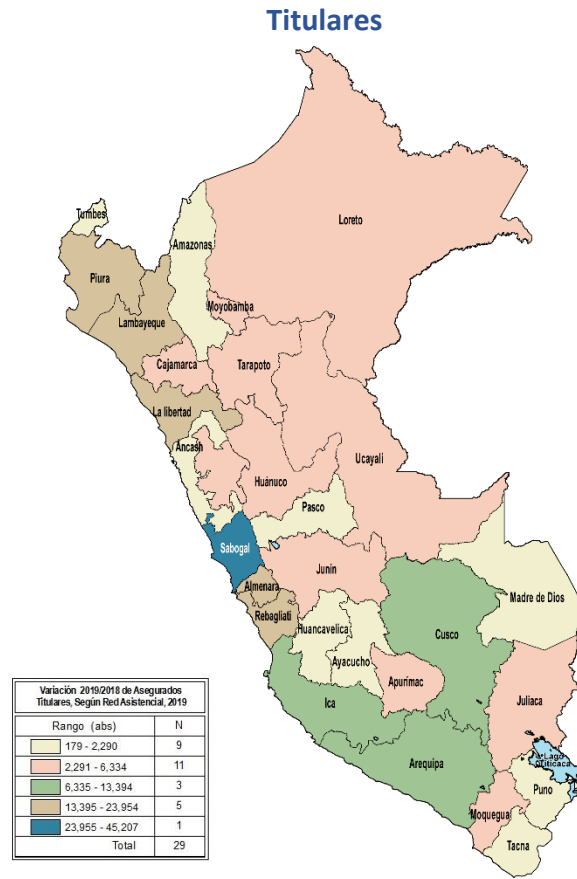 Titulares
Loreto
Tumbes
Amazonas
Piura
Moyobamba
Lambayeque
Cajamarca
Tarapoto
La libertad
Ancash
Ucayali
Huánuco
Pasco
Sabogal
Junín
Almenara
Madre de Dios
Rebagliati
Huancavelica
Cusco
Ayacucho
Apurímac
Ica
Juliaca
Lago
Titicaca
Arequipa
Puno
Moquegua
Tacna
Variación 2019/2018 de Asegurados
Titulares, Según Red Asistencial, 2019
Rango (abs) N
179 - 2,290 9
2,291 - 6,334 11
6,335 - 13,394 3
13,395 - 23,954 5
23,955 - 45,207 1
Total 29